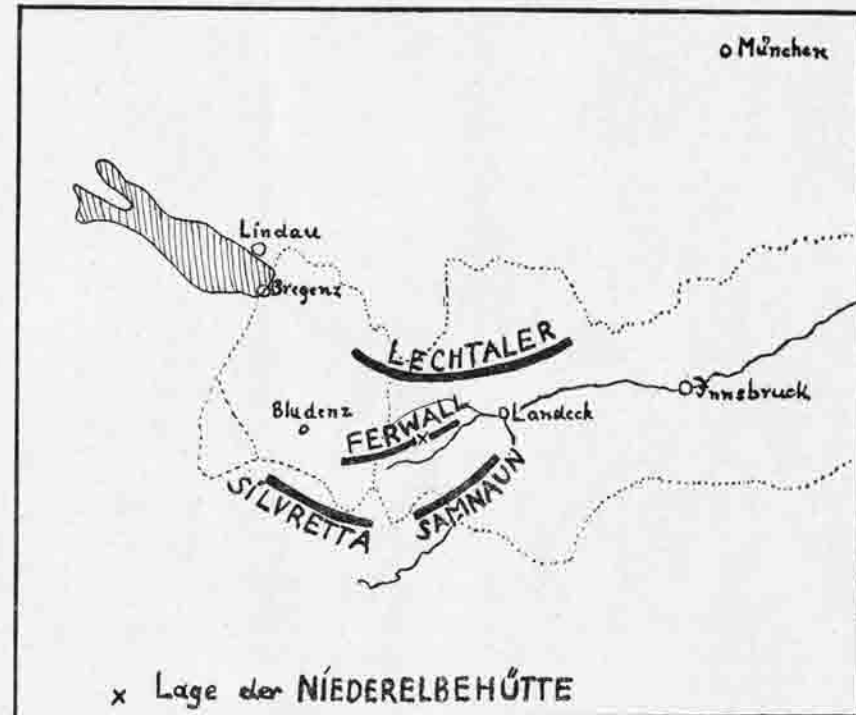 München
Lindau
Bregenz
LECHTALER
Innsbruck
Bludenz
FERWALL
Landeck
SILVRETTA
SAMNAUN
x Lage der NIEDERELBEHÜTTE